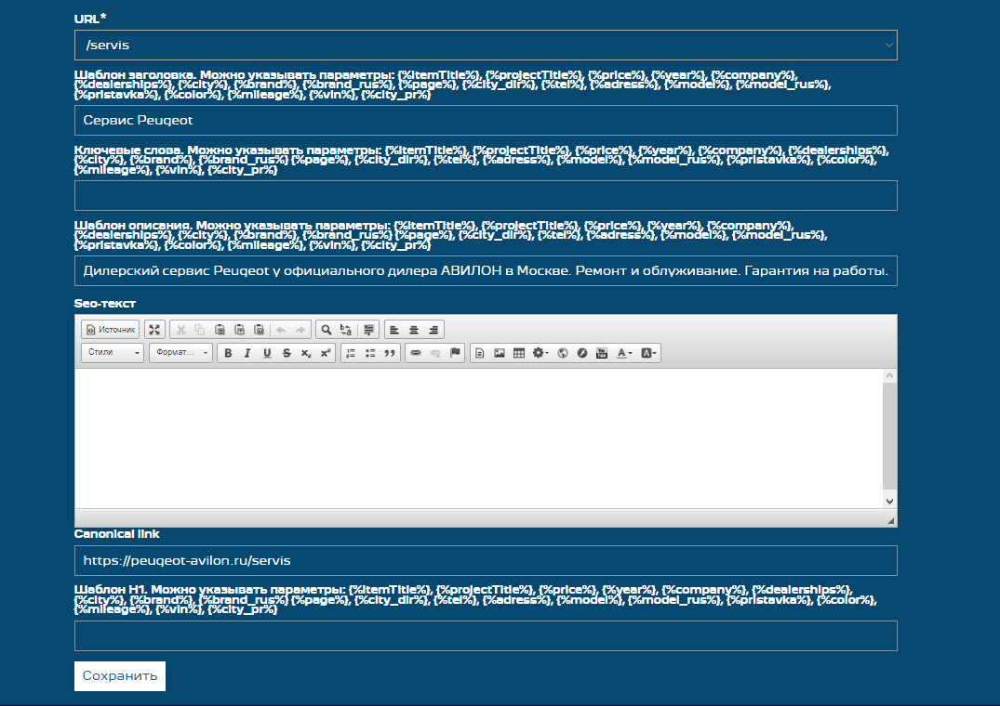 URL*
/servis
Шаблон заголовка. Можно указывать параметры: {%itemTitle%}, {%projectTitle%}, {%price%}, {%year%}, {%company%},
{%dealerships%}, {%city%}, {%brand%}, {%brand_rus%}, {%page%}, {%city_dir%}, {%tel%}, {%adress%}, {%model%}, {%model_rus%},
{%pristavka%}, {%color%}, {%mileage%}, {%vin%}, {%city_pr%}
Сервис Peugeot
Ключевые слова. Можно указывать параметры: {%itemTitle%}, {%projectTitle%}, {%price%}, {%year%}, {%company%}, {%dealerships%},
{%city%}, {%brand%}, {%brand_rus%} {%page%}, {%city_dir%}, {%tel%}, {%adress%}, {%model%}, {%model_rus%}, {%pristavka%}, {%color%},
{%mileage%}, {%vin%}, {%city_pr%}
Шаблон описания. Можно указывать параметры: {%itemTitle%}, {%projectTitle%}, {%price%}, {%year%}, {%company%},
{%dealerships%}, {%city%}, {%brand%}, {%brand_rus%} {%page%}, {%city_dir%}, {%tel%}, {%adress%}, {%model%}, {%model_rus%},
{%pristavka%}, {%color%}, {%mileage%}, {%vin%}, {%city_pr%}
Дилерский сервис Peugeot у официального дилера АВИЛОН в Москве. Ремонт и облуживание. Гарантия на работы.
Seo-текст
Источник
Стили Формат...
Canonical link
https://peugeot-avilon.ru/servis
Шаблон H1. Можно указывать параметры: {%itemTitle%}, {%projectTitle%}, {%price%}, {%year%}, {%company%}, {%dealerships%},
{%city%}, {%brand%}, {%brand_rus%} {%page%}, {%city_dir%}, {%tel%}, {%adress%}, {%model%}, {%model_rus%}, {%pristavka%}, {%color%},
{%mileage%}, {%vin%}, {%city_pr%}
Сохранить